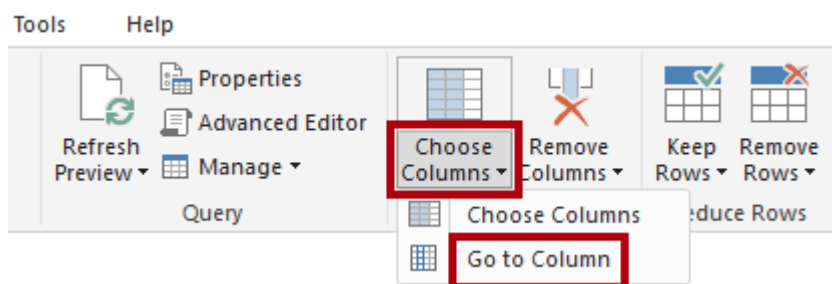 Tools Help
Properties
Advanced Editor
Refresh
Preview
Manage
Query
Choose
Columns
Remove
Columns
Keep
Rows
Remove
Rows
Choose Columns
Go to Column
educe Rows